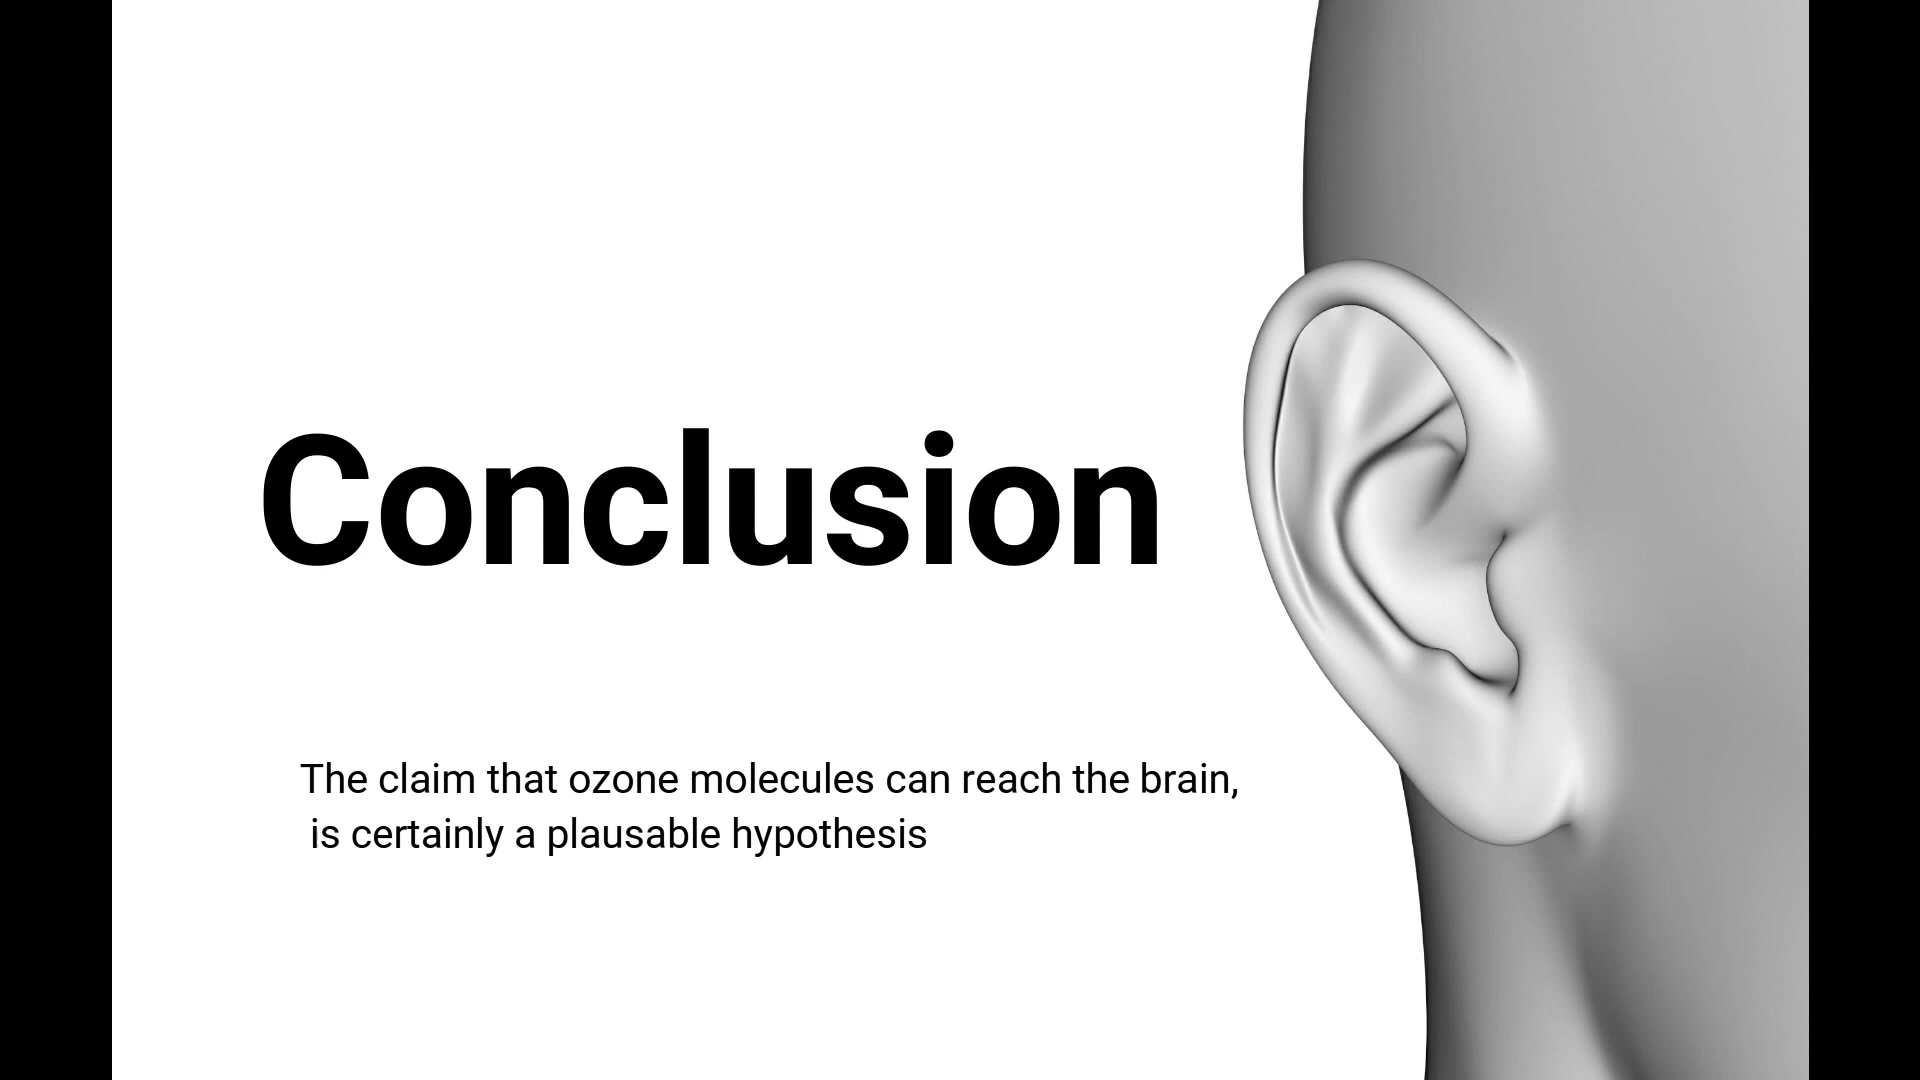 Conclusion
The claim that ozone molecules can reach the brain,
is certainly a plausable hypothesis